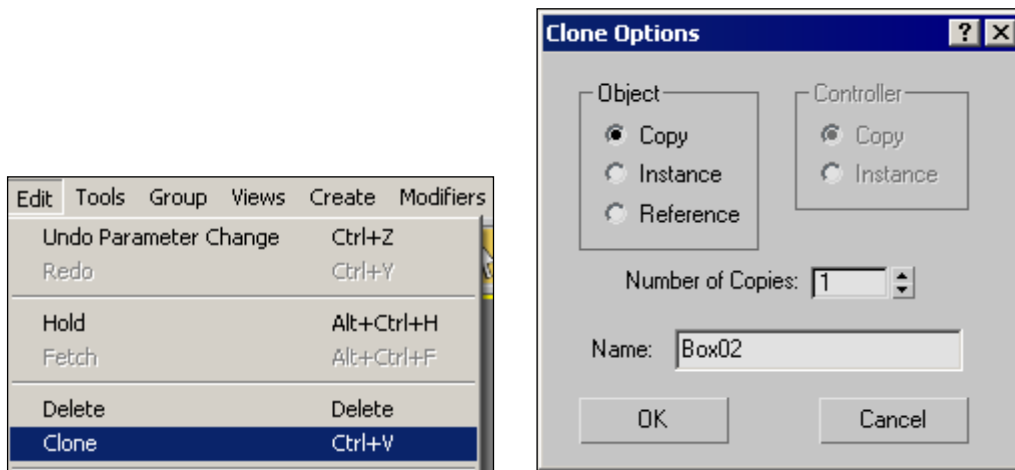 Edit Tools Group Views Create Modifiers
Undo Parameter Change Ctrl+Z
Redo Ctrl+Y
Hold Alt+Ctrl+H
Fetch Alt+Ctrl+F
Delete Delete
Clone Ctrl+V
Clone Options
Object
Copy
Instance
Reference
Controller
Copy
Instance
Number of Copies: 1
Name: Box02
OK Cancel